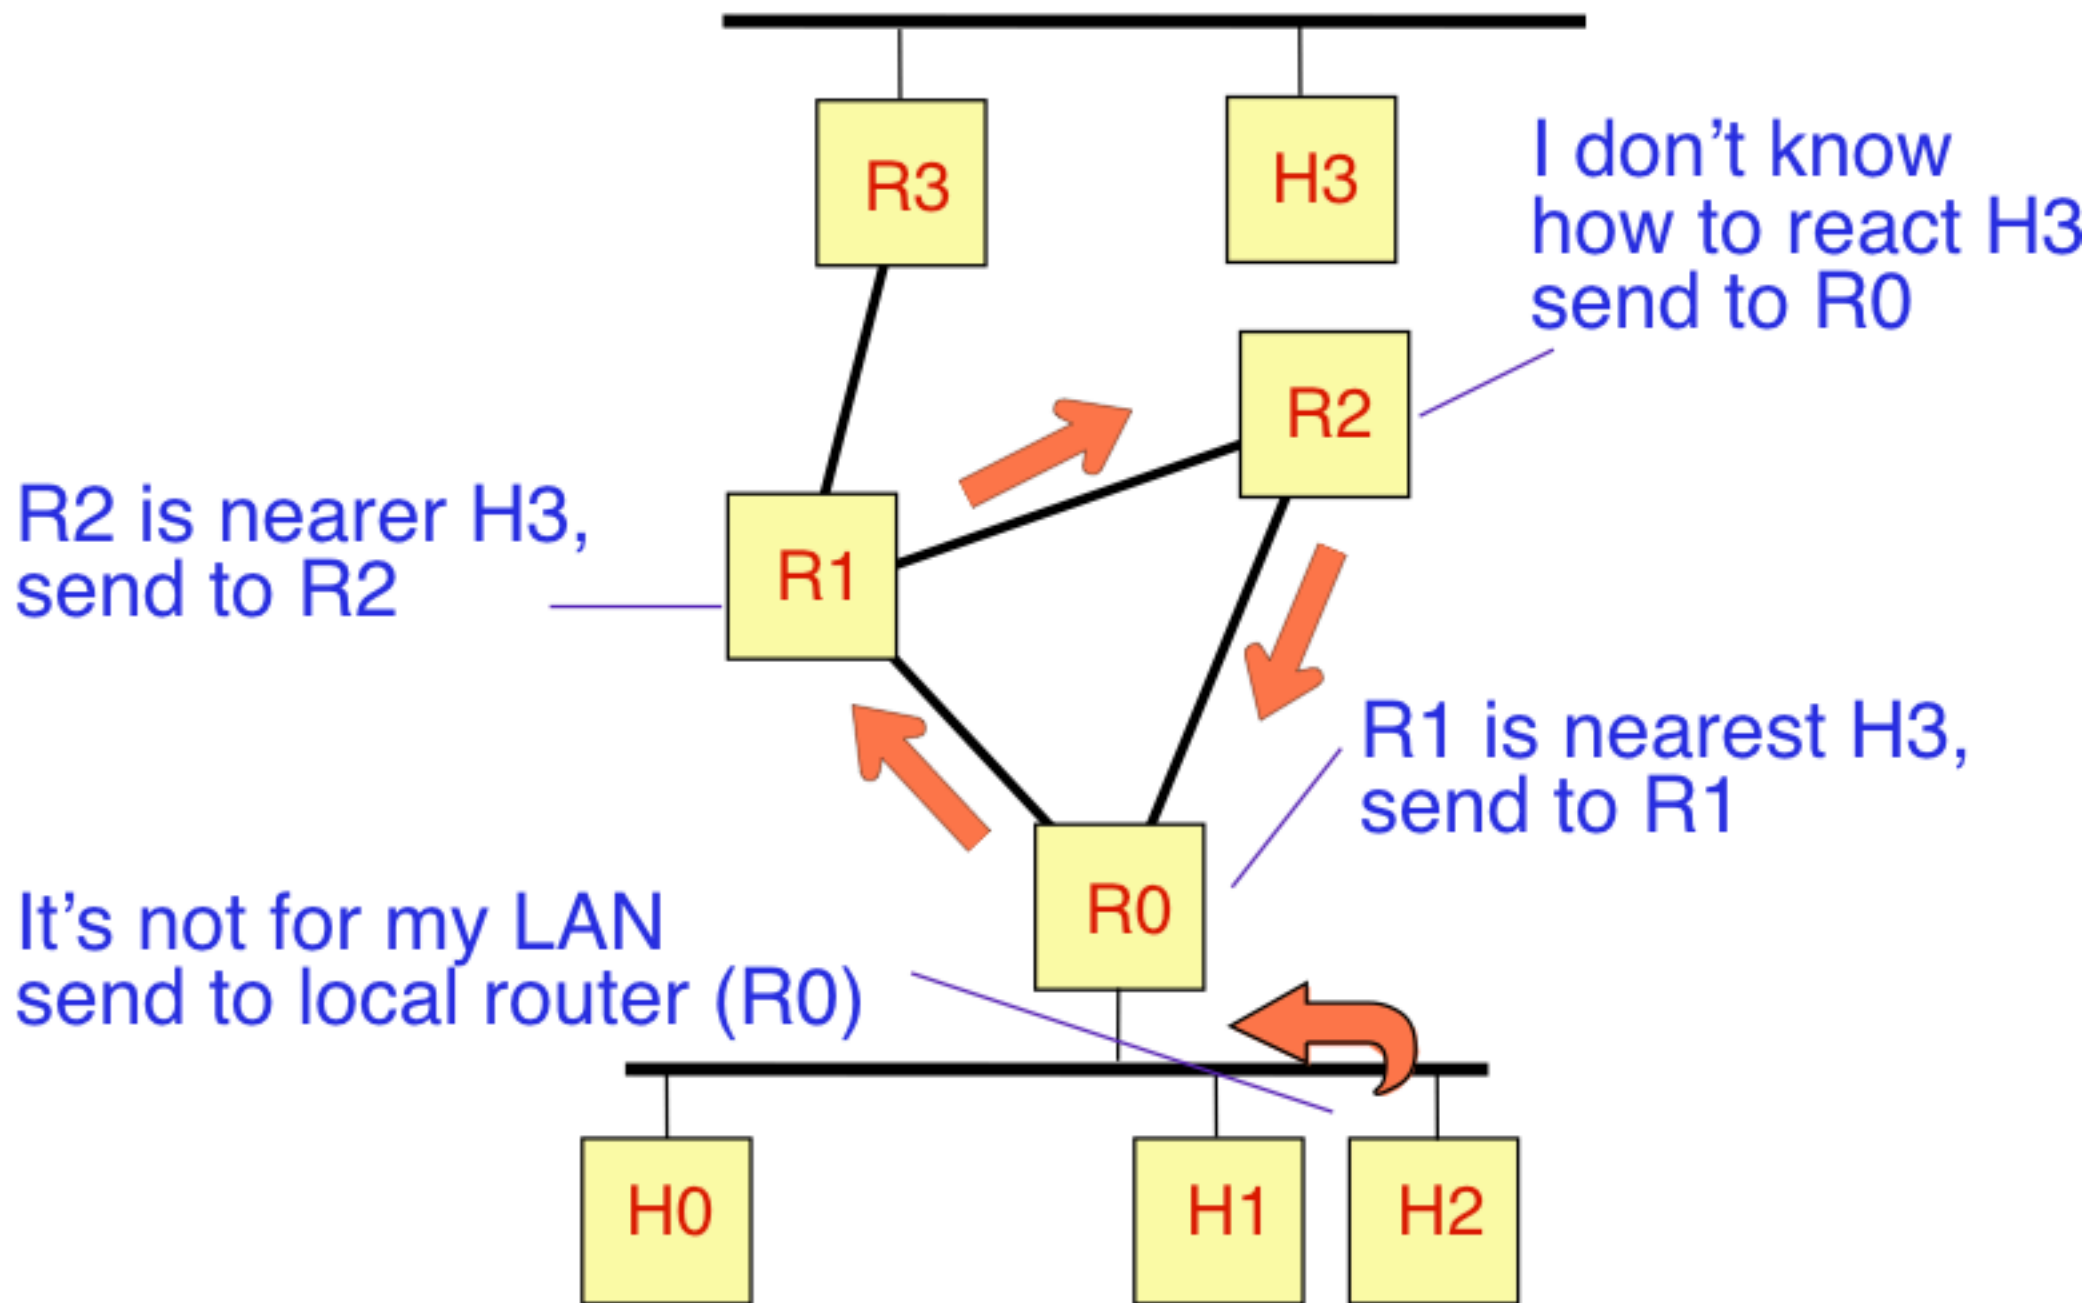 R3
H3
I don't know
how to react H3
send to R0
R2
R2 is nearer H3,
send to R2
R1
R1 is nearest H3,
send to R1
R0
It's not for my LAN
send to local router (R0)
H0
H1
H2